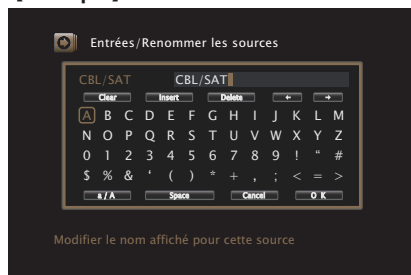 Entrées/Renommer les sources
CBL/SAT CBL/SAT
Clear Insert Delete ← →
A B C D E F G H I J K L M
N O P Q R S T U V W X Y Z
0 1 2 3 4 5 6 7 8 9 ! “ #
$ % & ‘ ( ) * + , ; < = >
a / A Space Cancel O K
Modifier le nom affiché pour cette source